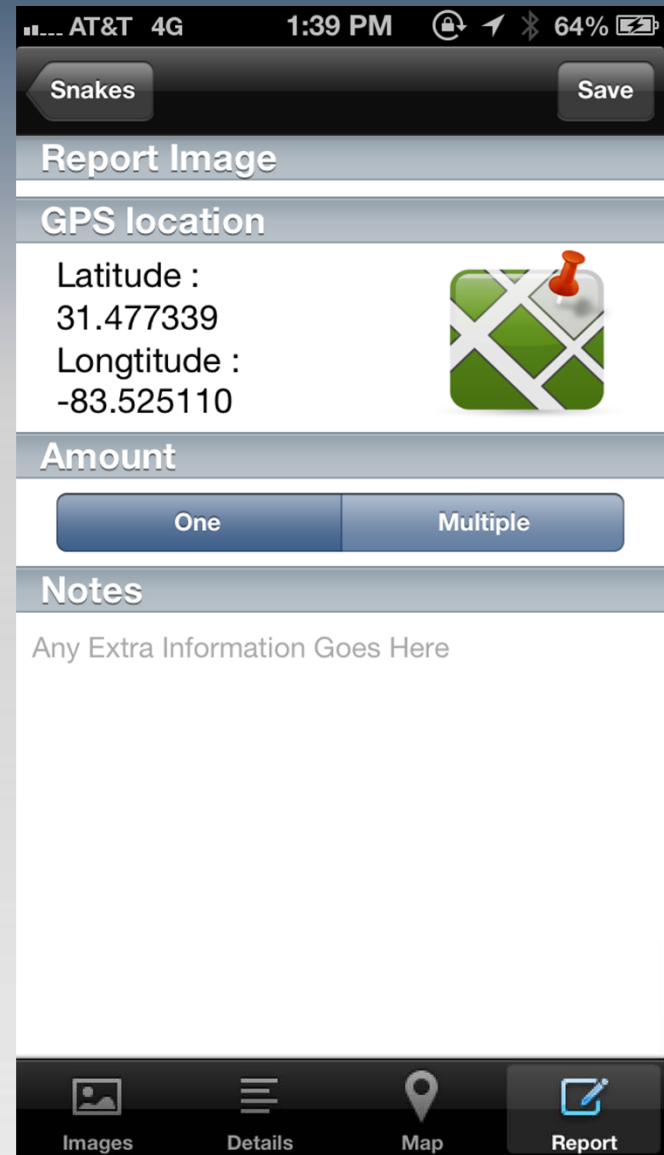 AT&T 4G 1:39 PM 64%
Snakes Save
Report Image
GPS location
Latitude :
31.477339
Longtitude :
-83.525110
Amount
One Multiple
Notes
Any Extra Information Goes Here
Images Details Map Report